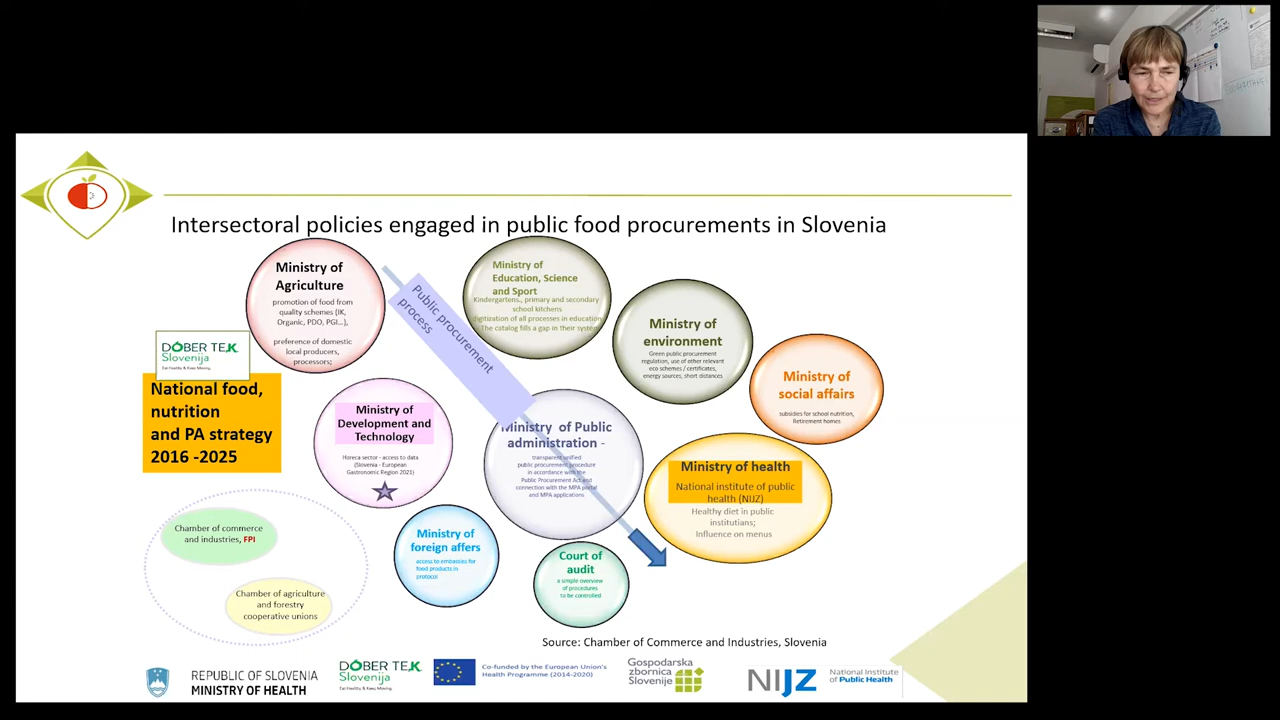 Intersectoral policies engaged in public food procurements in Slovenia
Ministry of
Agriculture
promotion of food from
quality schemes (IK,
Organic, PDO, PGI...),
preference of domestic
local producers,
processors;
Public procurement
process
Ministry of
Education, Science
and Sport
Kindergartens., primary and secondary
school kitchens
digitization of all processes in education
The catalog fills a gap in their system
Ministry of
environment
Green public procurement
regulation, use of other relevant
eco schemes / certificates,
energy sources, short distances
Ministry of
social affairs
subsidies for school nutrition,
Retirement homes
DOBER TEK
Slovenija
Eat Healthy & Keep Moving.
National food,
nutrition
and PA strategy
2016 -2025
Ministry of
Development and
Technology
Horeca sector - access to data
(Slovenia - European
Gastronomic Region 2021)
Ministry of Public
administration -
transparent unified
public procurement procedure
in accordance with the
Public Procurement Act and
connection with the MPA portal
and MPA applications
Ministry of health
National institute of public
health (NIJZ)
Healthy diet in public
institutians;
Influence on menus
Chamber of commerce
and industries, FPI
Chamber of agriculture
and forestry
cooperative unions
Ministry of
foreign affers
access to embassies for
food products in
protocol
Court of
audit
a simple overview
of procedures
to be controlled
Source: Chamber of Commerce and Industries, Slovenia
REPUBLIC OF SLOVENIA
MINISTRY OF HEALTH
DOBER TEK
Slovenija
Eat Healthy & Keep Moving.
Co-funded by the European Union's
Health Programme (2014-2020)
Gospodarska
zbornica
Slovenije
NIJZ
National Institute
of Public Health